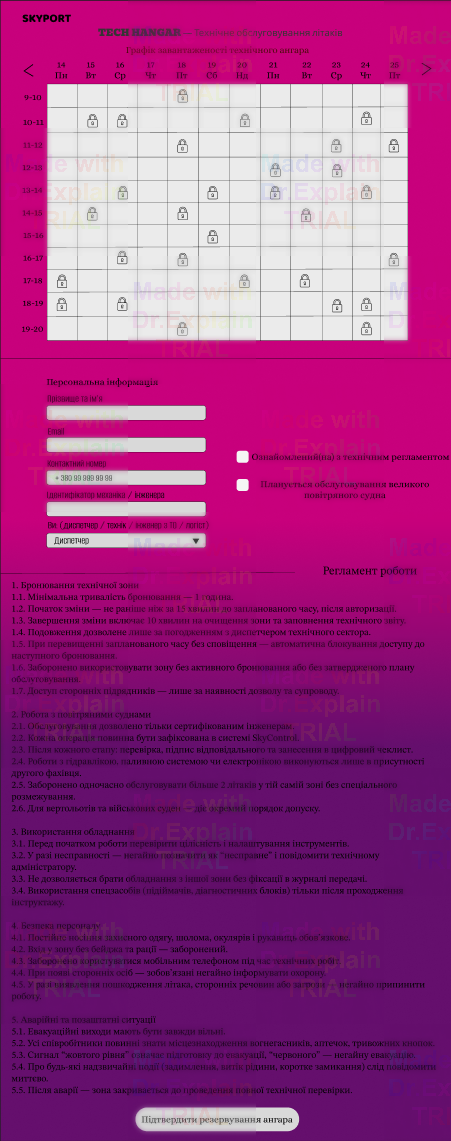 SKYPORT
TECH HANGAR — Технічне обслуговування літаків
Графік завантаженості технічного ангара
14 15 16 17 18 19 20 21 22 23 24 25
Пн Вт Ср Чт Пт Сб Нд Пн Вт Ср Чт Пт
9-10
10-11
11-12
12-13
13-14
14-15
15-16
16-17
17-18
18-19
19-20
Made with
Dr.Explain
TRIAL
Персональна інформація
Прізвище та ім'я
Email
Контактний номер
+ 380 99 999 99 99
Ідентифікатор механіка / інженера
Ви: ( диспетчер / технік / інженер з ТО / логіст )
Диспетчер
Ознайомлений(на) з технічним регламентом
Планується обслуговування великого
повітряного судна
Регламент роботи
1. Бронювання технічної зони
1.1. Мінімальна тривалість бронювання — 1 година.
1.2. Початок зміни — не раніше ніж за 15 хвилин до запланованого часу, після авторизації.
1.3. Завершення зміни включає 10 хвилин на очищення зони та заповнення технічного звіту.
1.4. Подовження дозволене лише за погодженням з диспетчером технічного сектора.
1.5. При перевищенні запланованого часу без сповіщення — автоматична блокування доступу до
наступного бронювання.
1.6. Заборонено використовувати зону без активного бронювання або без затвердженого плану
обслуговування.
1.7. Доступ сторонніх підрядників — лише за наявності дозволу та супроводу.
2. Робота з повітряними суднами
2.1. Обслуговування дозволено тільки сертифікованим інженерам.
2.2. Кожна операція повинна бути зафіксована в системі SkyControl.
2.3. Після кожного етапу: перевірка, підпис відповідального та занесення в цифровий чеклист.
2.4. Роботи з гідравлікою, паливною системою чи електронікою виконуються лише в присутності
другого фахівця.
2.5. Заборонено одночасно обслуговувати більше 2 літаків у тій самій зоні без спеціального
розмежування.
2.6. Для вертольотів та військових суден — діє окремий порядок допуску.
3. Використання обладнання
3.1. Перед початком роботи перевірити цілісність і калаштування інструментів.
3.2. У разі несправності — негайно позначити як "несправне" і повідомити технічному
адміністратору.
3.3. Не дозволяється брати обладнання з іншої зони без фіксації в журналі передачі.
3.4. Використання спецзасобів (підіймачів, діагностичних блоків) тільки після проходження
інструктажу.
4. Безпека персоналу
4.1. Постійне носіння захисного одягу, шолома, окулярів і рукавиць обов'язкове.
4.2. Вхід у зону без бейджа та рації — заборонений.
4.3. Заборонено користуватися мобільним телефоном під час технічних робіт.
4.4. При появі сторонніх осіб — зобов'язані негайно інформувати охорону.
4.5. У разі виявлення пошкодження літака, сторонніх речовин або загрози — негайно припинити
роботу.
5. Аварійні та позаштатні ситуації
5.1. Евакуаційні виходи мають бути завжди вільні.
5.2. Усі співробітники повинні знати місцезнаходження вогнегасників, аптечок, тривожних кнопок.
5.3. Сигнал "жовтого рівня" означає підготовку до евакуації, "червоного" — негайну евакуацію.
5.4. Про будь-які надзвичайні події (задимлення, витік рідини, коротке замикання) слід повідомити
миттєво.
5.5. Після аварії — зона закривається до проведення повної технічної перевірки.
Підтвердити резервування ангара